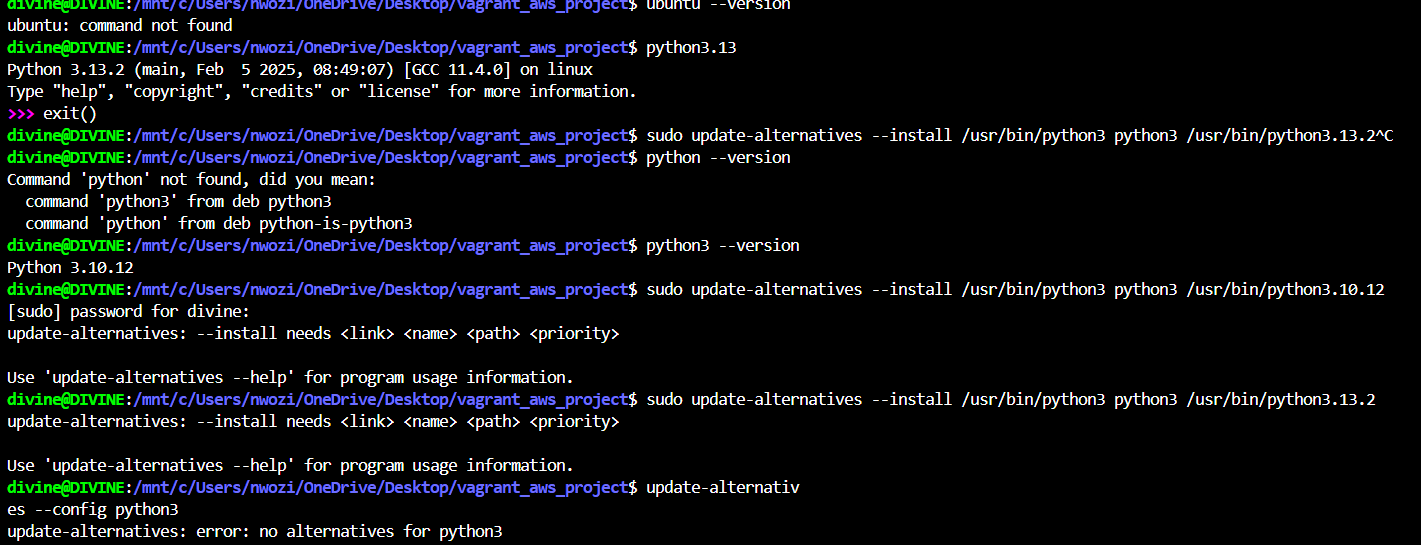 divine@DIVINE:/mnt/c/Users/nwozi/OneDrive/Desktop/vagrant_aws_project$ ubuntu --version
ubuntu: command not found
divine@DIVINE:/mnt/c/Users/nwozi/OneDrive/Desktop/vagrant_aws_project$ python3.13
Python 3.13.2 (main, Feb  5 2025, 08:49:07) [GCC 11.4.0] on linux
Type "help", "copyright", "credits" or "license" for more information.
>>> exit()
divine@DIVINE:/mnt/c/Users/nwozi/OneDrive/Desktop/vagrant_aws_project$ sudo update-alternatives --install /usr/bin/python3 python3 /usr/bin/python3.13.2^C
divine@DIVINE:/mnt/c/Users/nwozi/OneDrive/Desktop/vagrant_aws_project$ python --version
Command 'python' not found, did you mean:
  command 'python3' from deb python3
  command 'python' from deb python-is-python3
divine@DIVINE:/mnt/c/Users/nwozi/OneDrive/Desktop/vagrant_aws_project$ python3 --version
Python 3.10.12
divine@DIVINE:/mnt/c/Users/nwozi/OneDrive/Desktop/vagrant_aws_project$ sudo update-alternatives --install /usr/bin/python3 python3 /usr/bin/python3.10.12
[sudo] password for divine:
update-alternatives: --install needs <link> <name> <path> <priority>

Use 'update-alternatives --help' for program usage information.
divine@DIVINE:/mnt/c/Users/nwozi/OneDrive/Desktop/vagrant_aws_project$ sudo update-alternatives --install /usr/bin/python3 python3 /usr/bin/python3.13.2
update-alternatives: --install needs <link> <name> <path> <priority>

Use 'update-alternatives --help' for program usage information.
divine@DIVINE:/mnt/c/Users/nwozi/OneDrive/Desktop/vagrant_aws_project$ update-alternativ
es --config python3
update-alternatives: error: no alternatives for python3